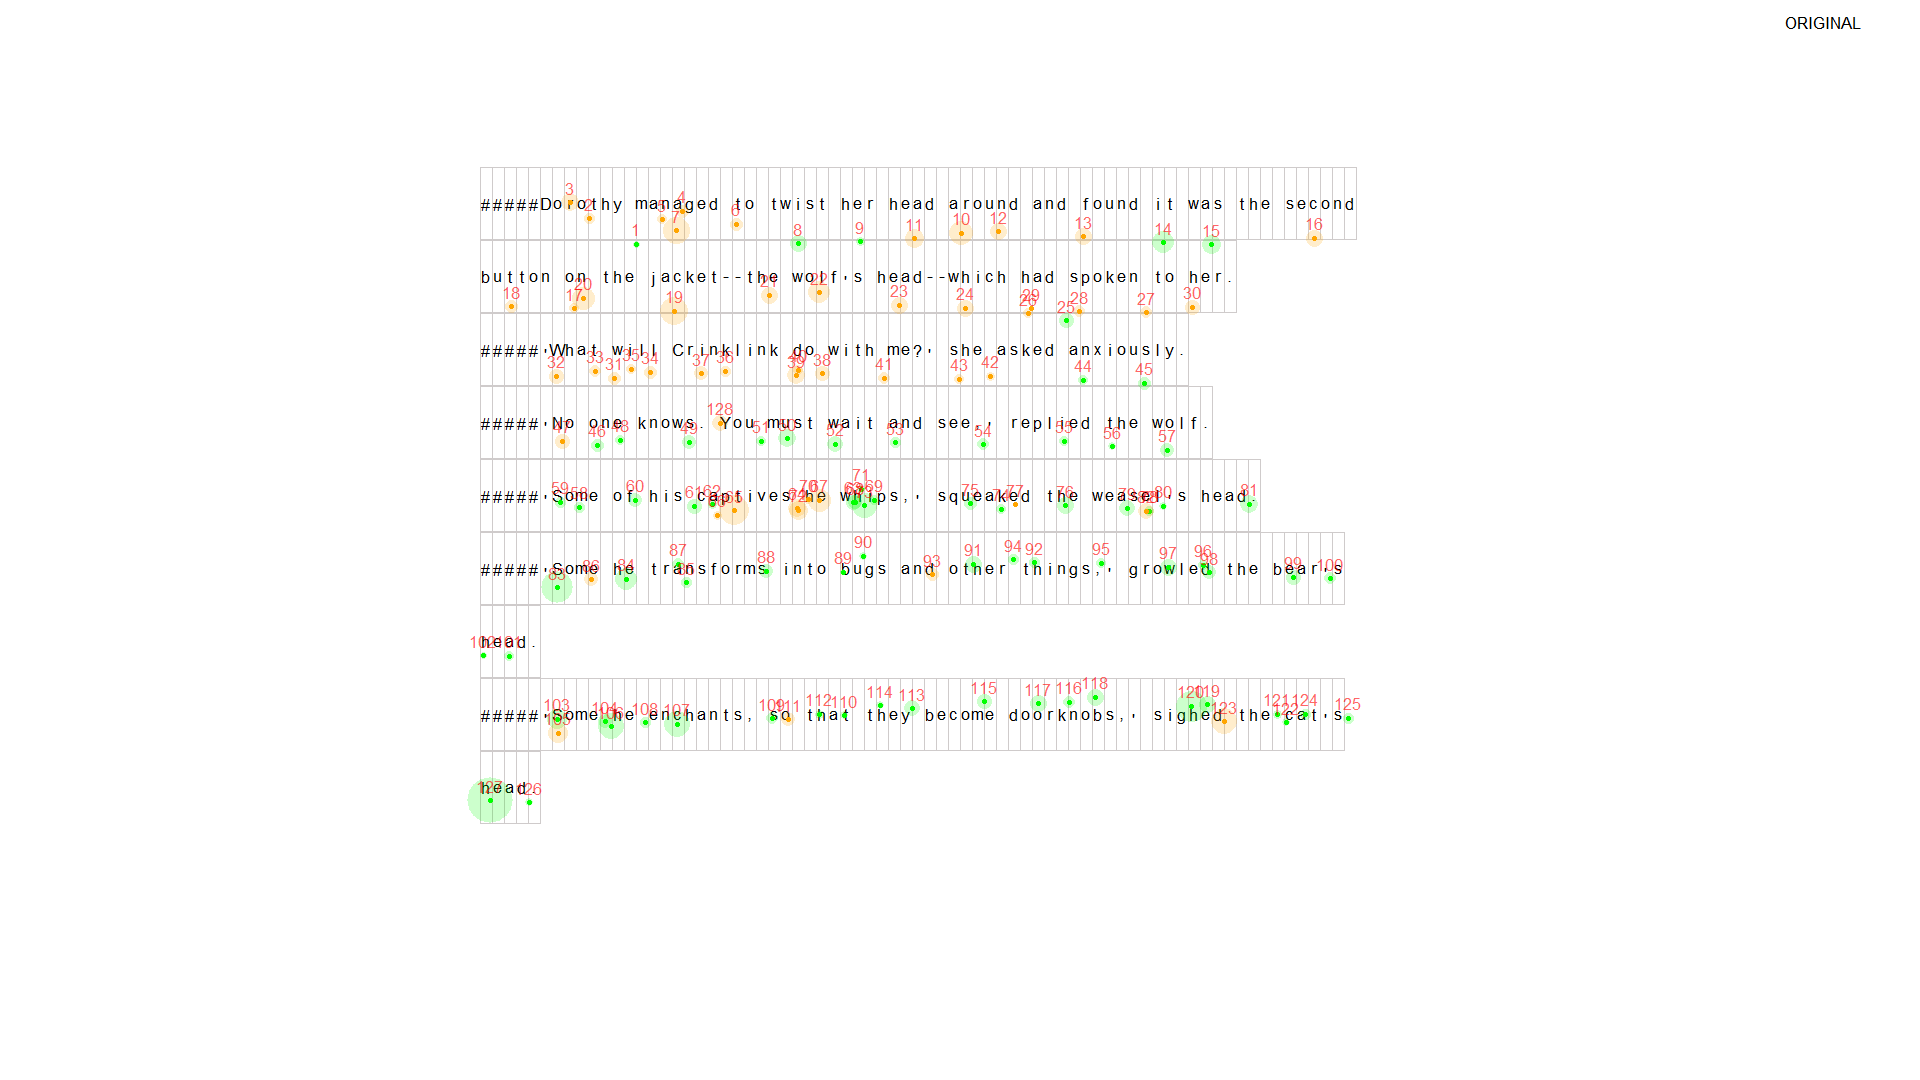 ORIGINAL
#####Dorothy managed to twist her head around and found it was the second
button on the jacket--the wolf's head--which had spoken to her.
#####'What will Crinklink do with me?' she asked anxiously.
#####'No one knows. You must wait and see,' replied the wolf.
#####'Some of his captives he whips,' squeaked the weasel's head.
#####'Some he transforms into bugs and other things,' growled the bear's
head.
#####'Some he enchants, so that they become doorknobs,' sighed the cat's
head.